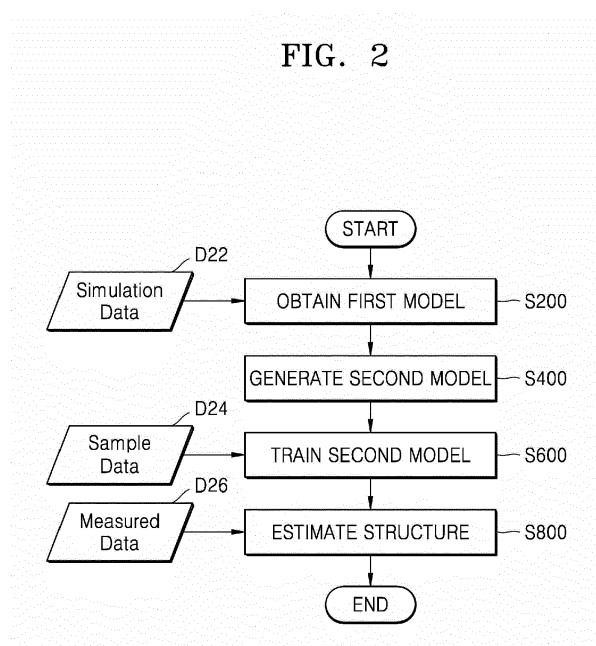 FIG. 2
START
D22
Simulation
Data
OBTAIN FIRST MODEL
S200
GENERATE SECOND MODEL
S400
D24
Sample
Data
TRAIN SECOND MODEL
S600
D26
Measured
Data
ESTIMATE STRUCTURE
S800
END